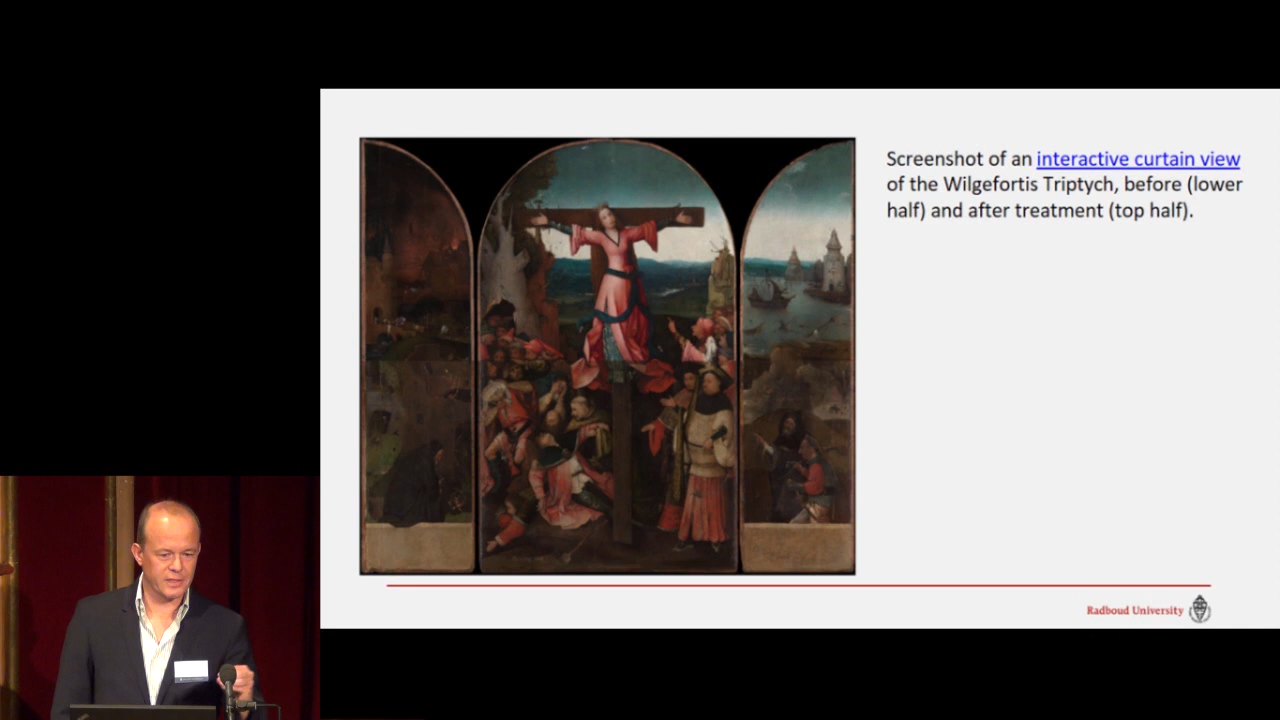 Screenshot of an interactive curtain view
of the Wilgefortis Triptych, before (lower
half) and after treatment (top half).
Radboud University